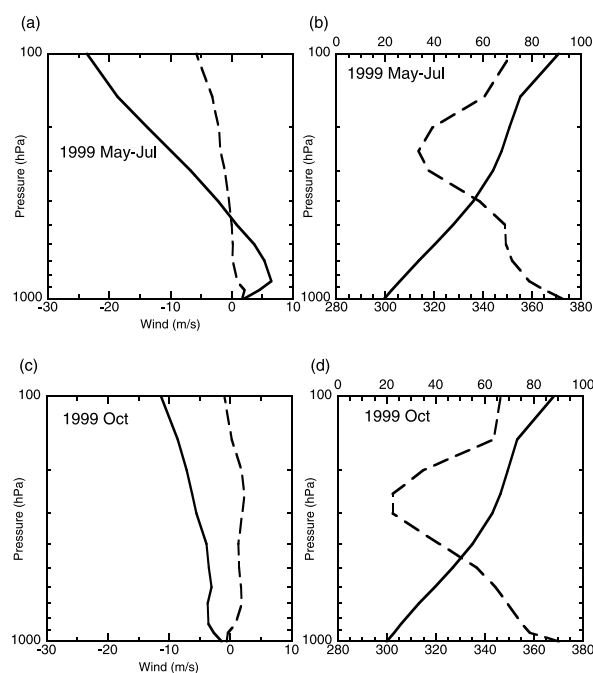 (a)
100
1999 May-Jul
Pressure (hPa)
1000
-30 -20 -10 0 10
Wind (m/s)
(b)
0 20 40 60 80 100
100
1999 May-Jul
Pressure (hPa)
1000
280 300 320 340 360 380
(c)
100
1999 Oct
Pressure (hPa)
1000
-30 -20 -10 0 10
Wind (m/s)
(d)
0 20 40 60 80 100
100
1999 Oct
Pressure (hPa)
1000
280 300 320 340 360 380